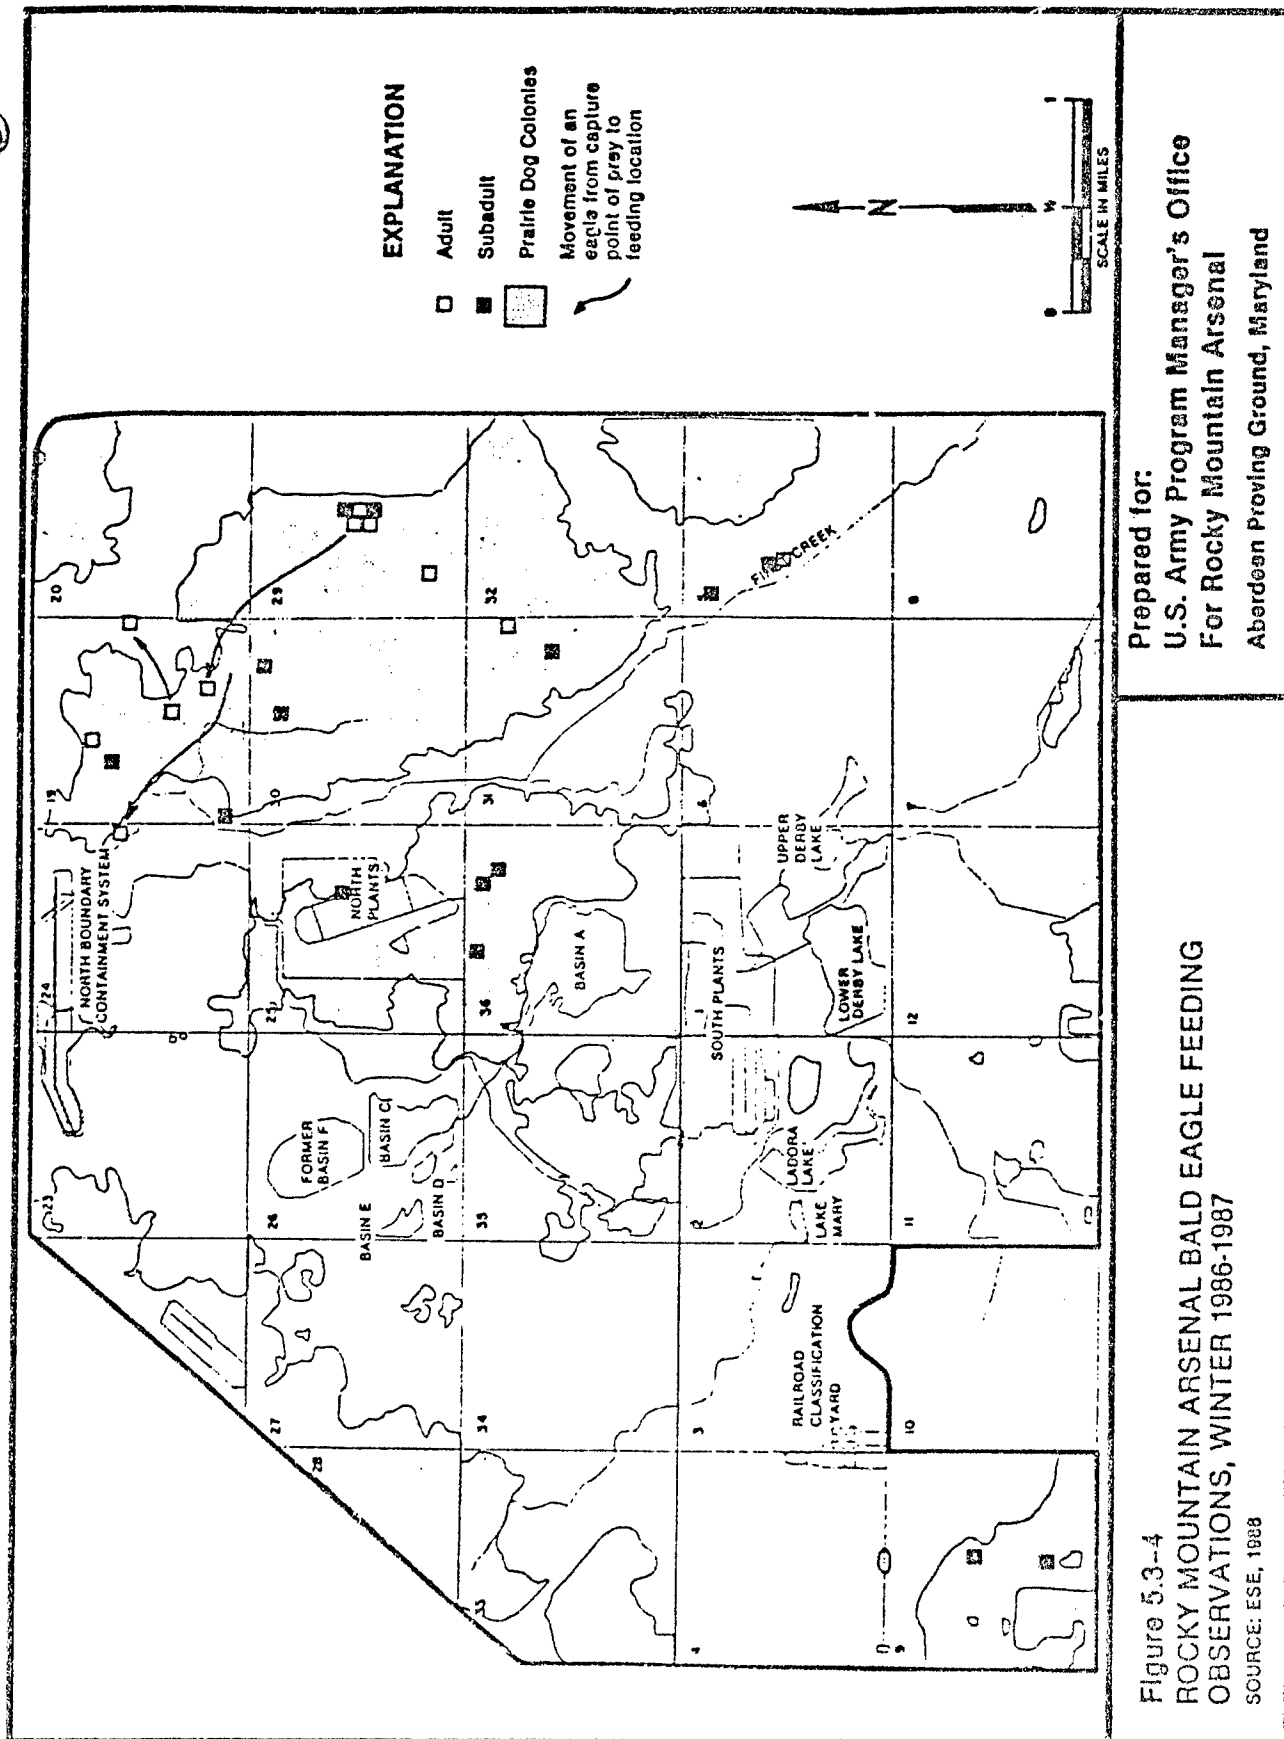 EXPLANATION
Adult
Subadult
Prairie Dog Colonies
Movement of an
eagle from capture
point of prey to
feeding location
N
0
½
1
SCALE IN MILES
23
24
19
20
NORTH BOUNDARY
CONTAINMENT SYSTEM
28
27
26
25
30
29
FORMER
BASIN F
BASIN C
BASIN E
BASIN D
NORTH
PLANTS
33
34
35
36
31
32
BASIN A
4
3
2
1
6
5
SOUTH PLANTS
UPPER
DERBY
LAKE
LOWER
DERBY LAKE
LADORA
LAKE
LAKE
MARY
RAILROAD
CLASSIFICATION
YARD
CREEK
9
10
11
12
7
8
Figure 5.3-4
ROCKY MOUNTAIN ARSENAL BALD EAGLE FEEDING
OBSERVATIONS, WINTER 1986-1987
SOURCE: ESE, 1988
Prepared for:
U.S. Army Program Manager's Office
For Rocky Mountain Arsenal
Aberdeen Proving Ground, Maryland